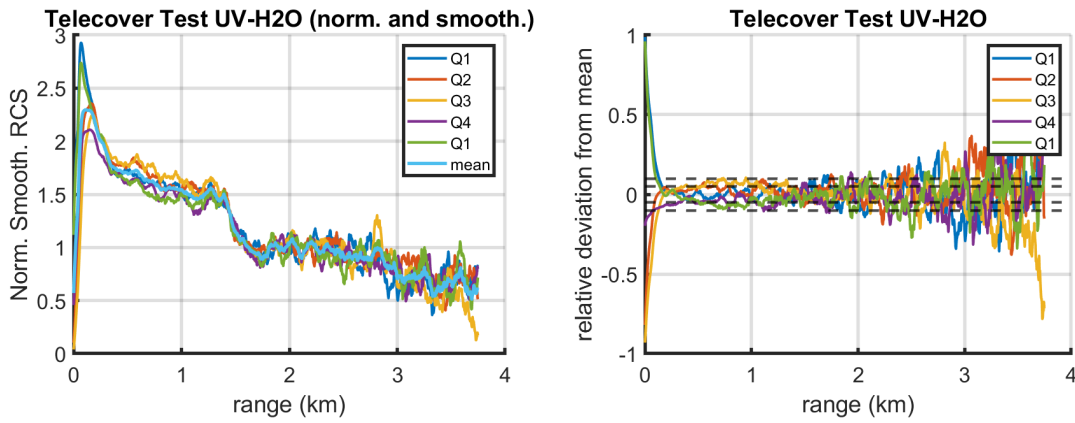 Telecover Test UV-H2O (norm. and smooth.)
Norm. Smooth. RCS
3
2.5
2
1.5
1
0.5
0
0
1
2
3
4
range (km)
Q1
Q2
Q3
Q4
Q1
mean
Telecover Test UV-H2O
relative deviation from mean
1
0.5
0
-0.5
-1
0
1
2
3
4
range (km)
Q1
Q2
Q3
Q4
Q1